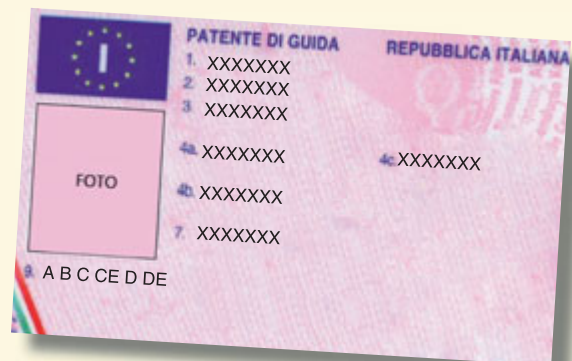 I
PATENTE DI GUIDA REPUBBLICA ITALIANA
1. XXXXXXX
2. XXXXXXX
3. XXXXXXX
4a. XXXXXXX 4c. XXXXXXX
4b. XXXXXXX
FOTO
7. XXXXXXX
9. A B C CE D DE